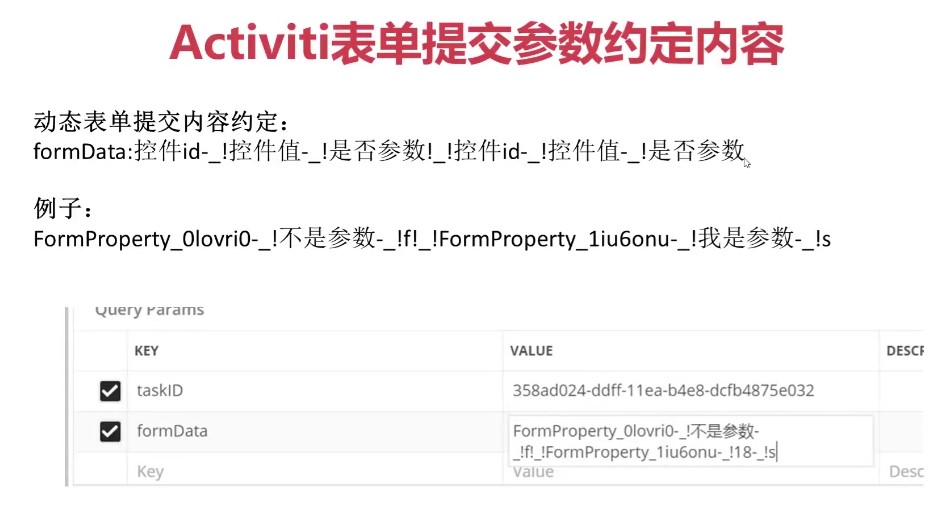 Activiti表单提交参数约定内容
动态表单提交内容约定：
formData:控件id-_!控件值-_!是否参数!_!控件id-_!控件值-_!是否参数
例子：
FormProperty_0lovri0-_!不是参数-_!f!_!FormProperty_1iu6onu-_!我是参数-_!s
Query Params
KEY VALUE DESCR
taskID 358ad024-ddff-11ea-b4e8-dcfb4875e032
formData FormProperty_0lovri0-_!不是参数-
_!f!_!FormProperty_1iu6onu-_!18-_!s
Key Value Desc